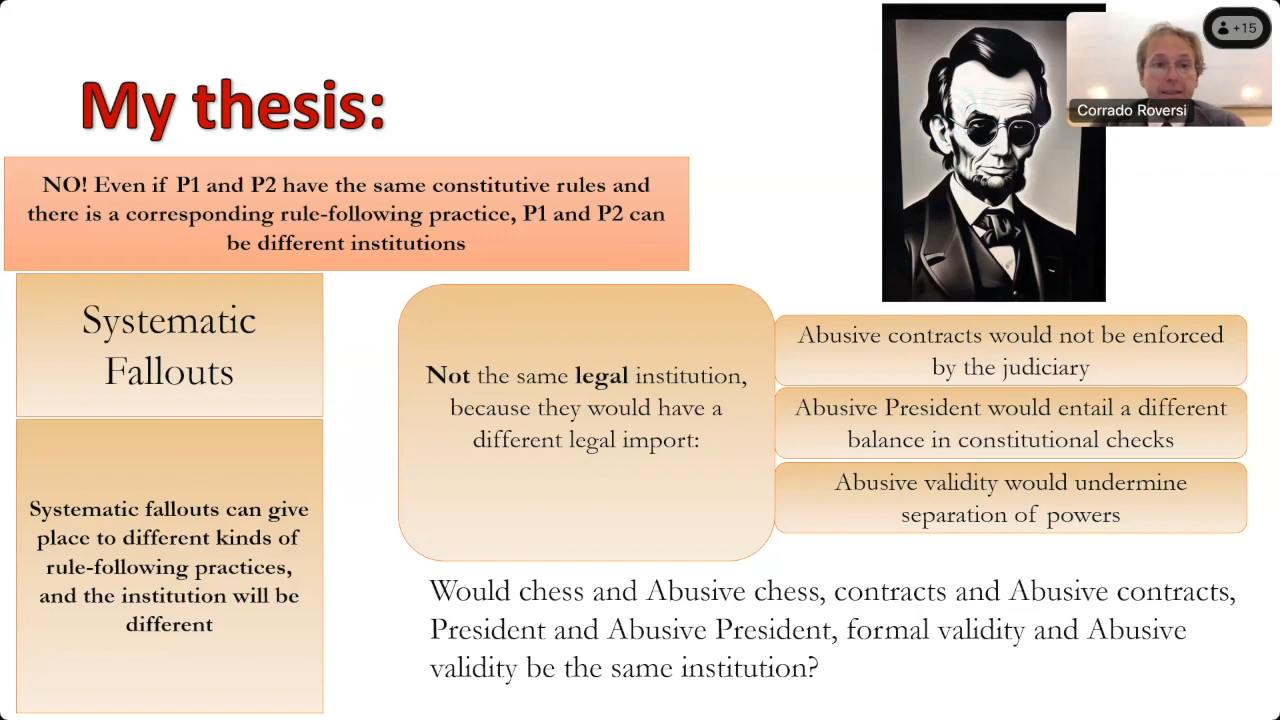 My thesis:
+15
Corrado Roversi
NO! Even if P1 and P2 have the same constitutive rules and
there is a corresponding rule-following practice, P1 and P2 can
be different institutions
Systematic
Fallouts
Systematic fallouts can give
place to different kinds of
rule-following practices,
and the institution will be
different
Not the same legal institution,
because they would have a
different legal import:
Abusive contracts would not be enforced
by the judiciary
Abusive President would entail a different
balance in constitutional checks
Abusive validity would undermine
separation of powers
Would chess and Abusive chess, contracts and Abusive contracts,
President and Abusive President, formal validity and Abusive
validity be the same institution?